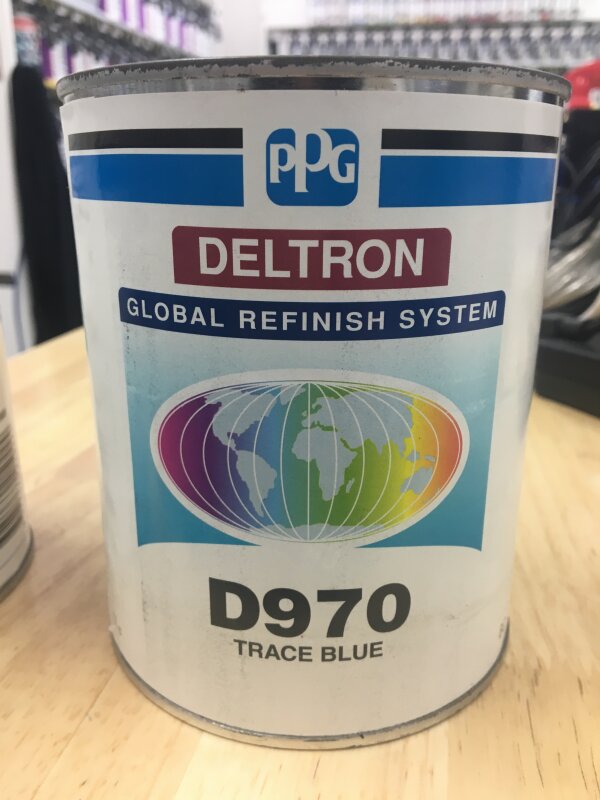 PPG
DELTRON
GLOBAL REFINISH SYSTEM
D970
TRACE BLUE